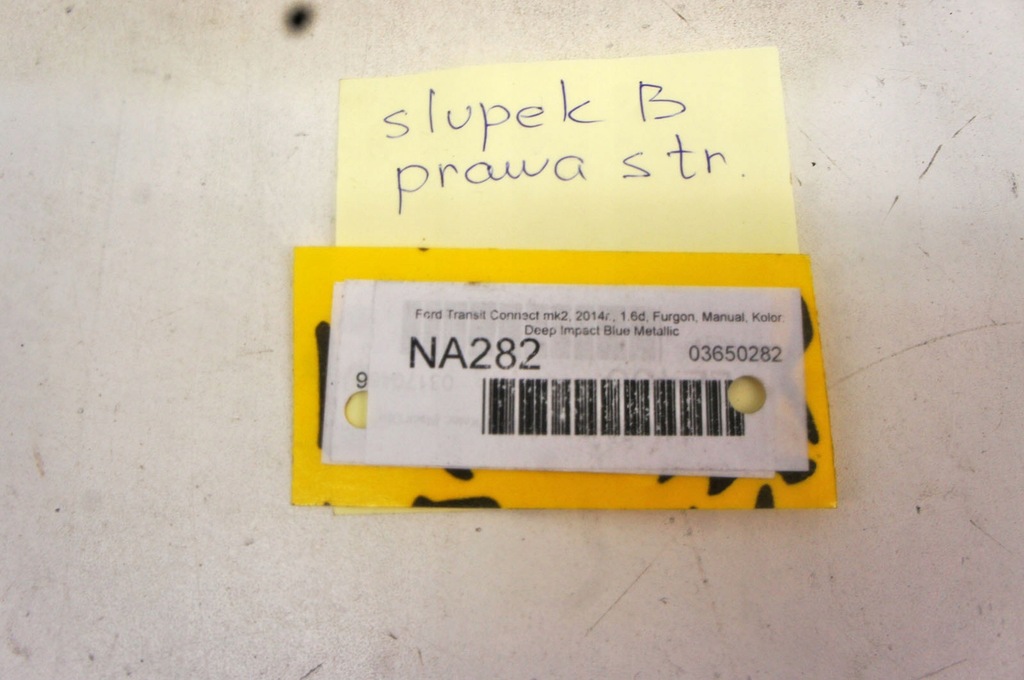 slupek B
prawa str.
Ford Transit Connect mk2, 2014r., 1.6d, Furgon, Manual, Kolor:
Deep Impact Blue Metallic
NA282 03650282
9